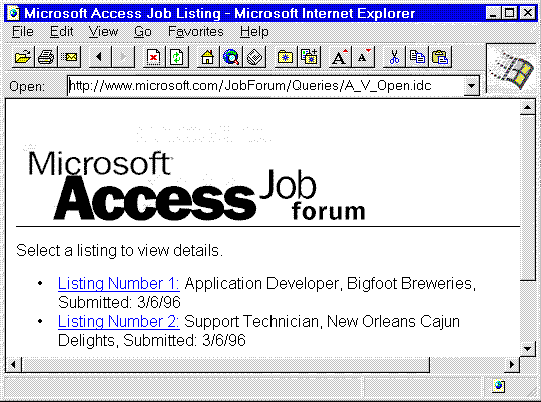 Microsoft Access Job Listing - Microsoft Internet Explorer
File Edit View Go Favorites Help
Open: http://www.microsoft.com/JobForum/Queries/A_V_Open.idc
Microsoft
Access Job
forum
Select a listing to view details.
• Listing Number 1: Application Developer, Bigfoot Breweries,
Submitted: 3/6/96
• Listing Number 2: Support Technician, New Orleans Cajun
Delights, Submitted: 3/6/96